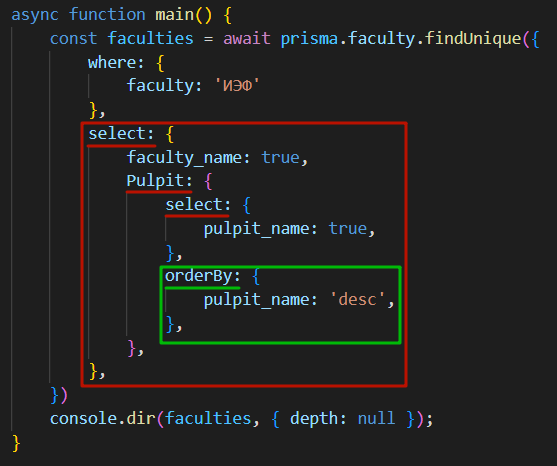 async function main() {
const faculties = await prisma.faculty.findUnique({
where: {
faculty: 'ИЭФ'
},
select: {
faculty_name: true,
Pulpit: {
select: {
pulpit_name: true,
},
orderBy: {
pulpit_name: 'desc',
},
},
},
})
console.dir(faculties, { depth: null });
}